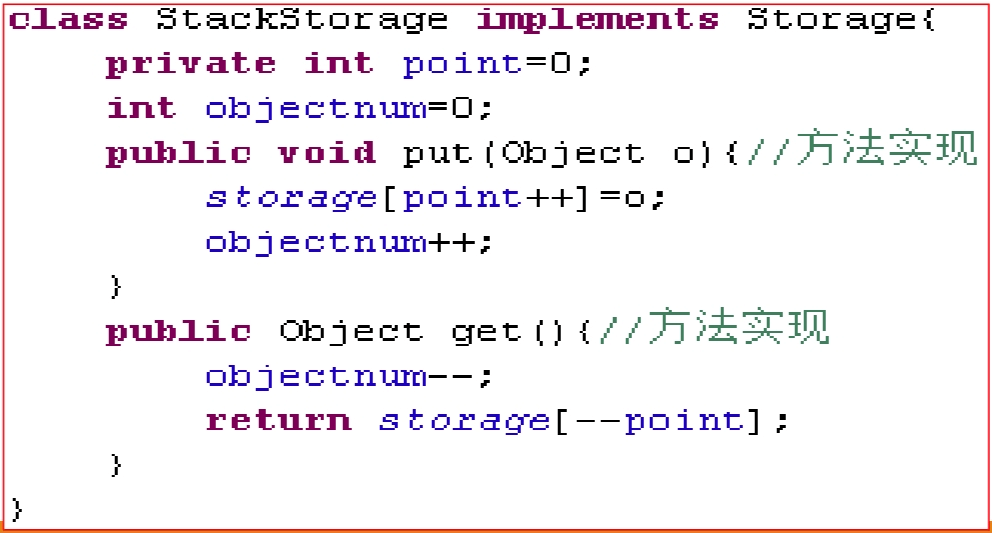 class StackStorage implements Storage{
    private int point=0;
    int objectnum=0;
    public void put(Object o){//方法实现
        storage[point++]=o;
        objectnum++;
    }
    public Object get(){//方法实现
        objectnum--;
        return storage[--point];
    }
}